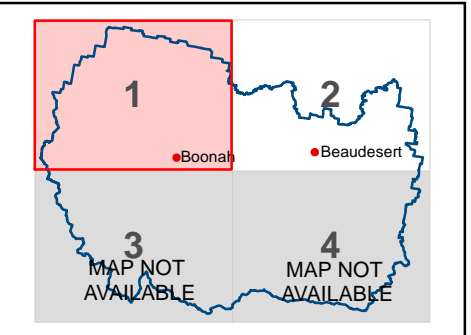 1
2
Boonah
Beaudesert
3
MAP NOT
AVAILABLE
4
MAP NOT
AVAILABLE